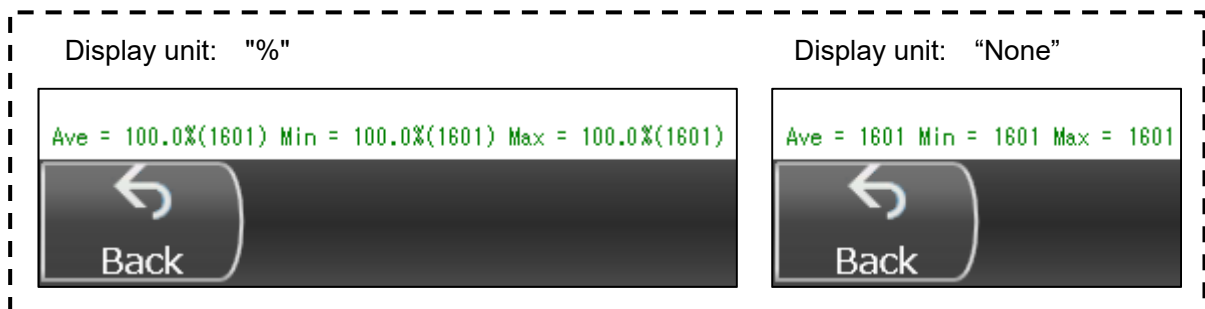 Display unit: "%"
Ave = 100.0%(1601) Min = 100.0%(1601) Max = 100.0%(1601)
Back
Display unit: “None”
Ave = 1601 Min = 1601 Max = 1601
Back